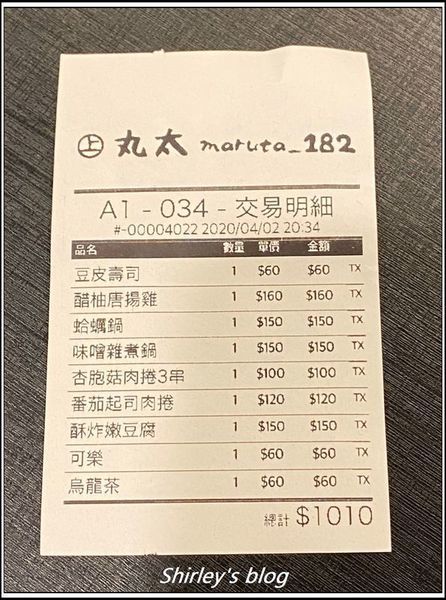 上 丸太 maruta_182
A1 - 034 - 交易明細
#-00004022 2020/04/02 20:34
品名 數量 單價 金額
豆皮壽司 1 $60 $60 TX
醋柚唐揚雞 1 $160 $160 TX
蛤蠣鍋 1 $150 $150 TX
味噌雜煮鍋 1 $150 $150 TX
杏胞菇肉捲3串 1 $100 $100 TX
番茄起司肉捲 1 $120 $120 TX
酥炸嫩豆腐 1 $150 $150 TX
可樂 1 $60 $60 TX
烏龍茶 1 $60 $60 TX
總計 $1010
Shirley's blog